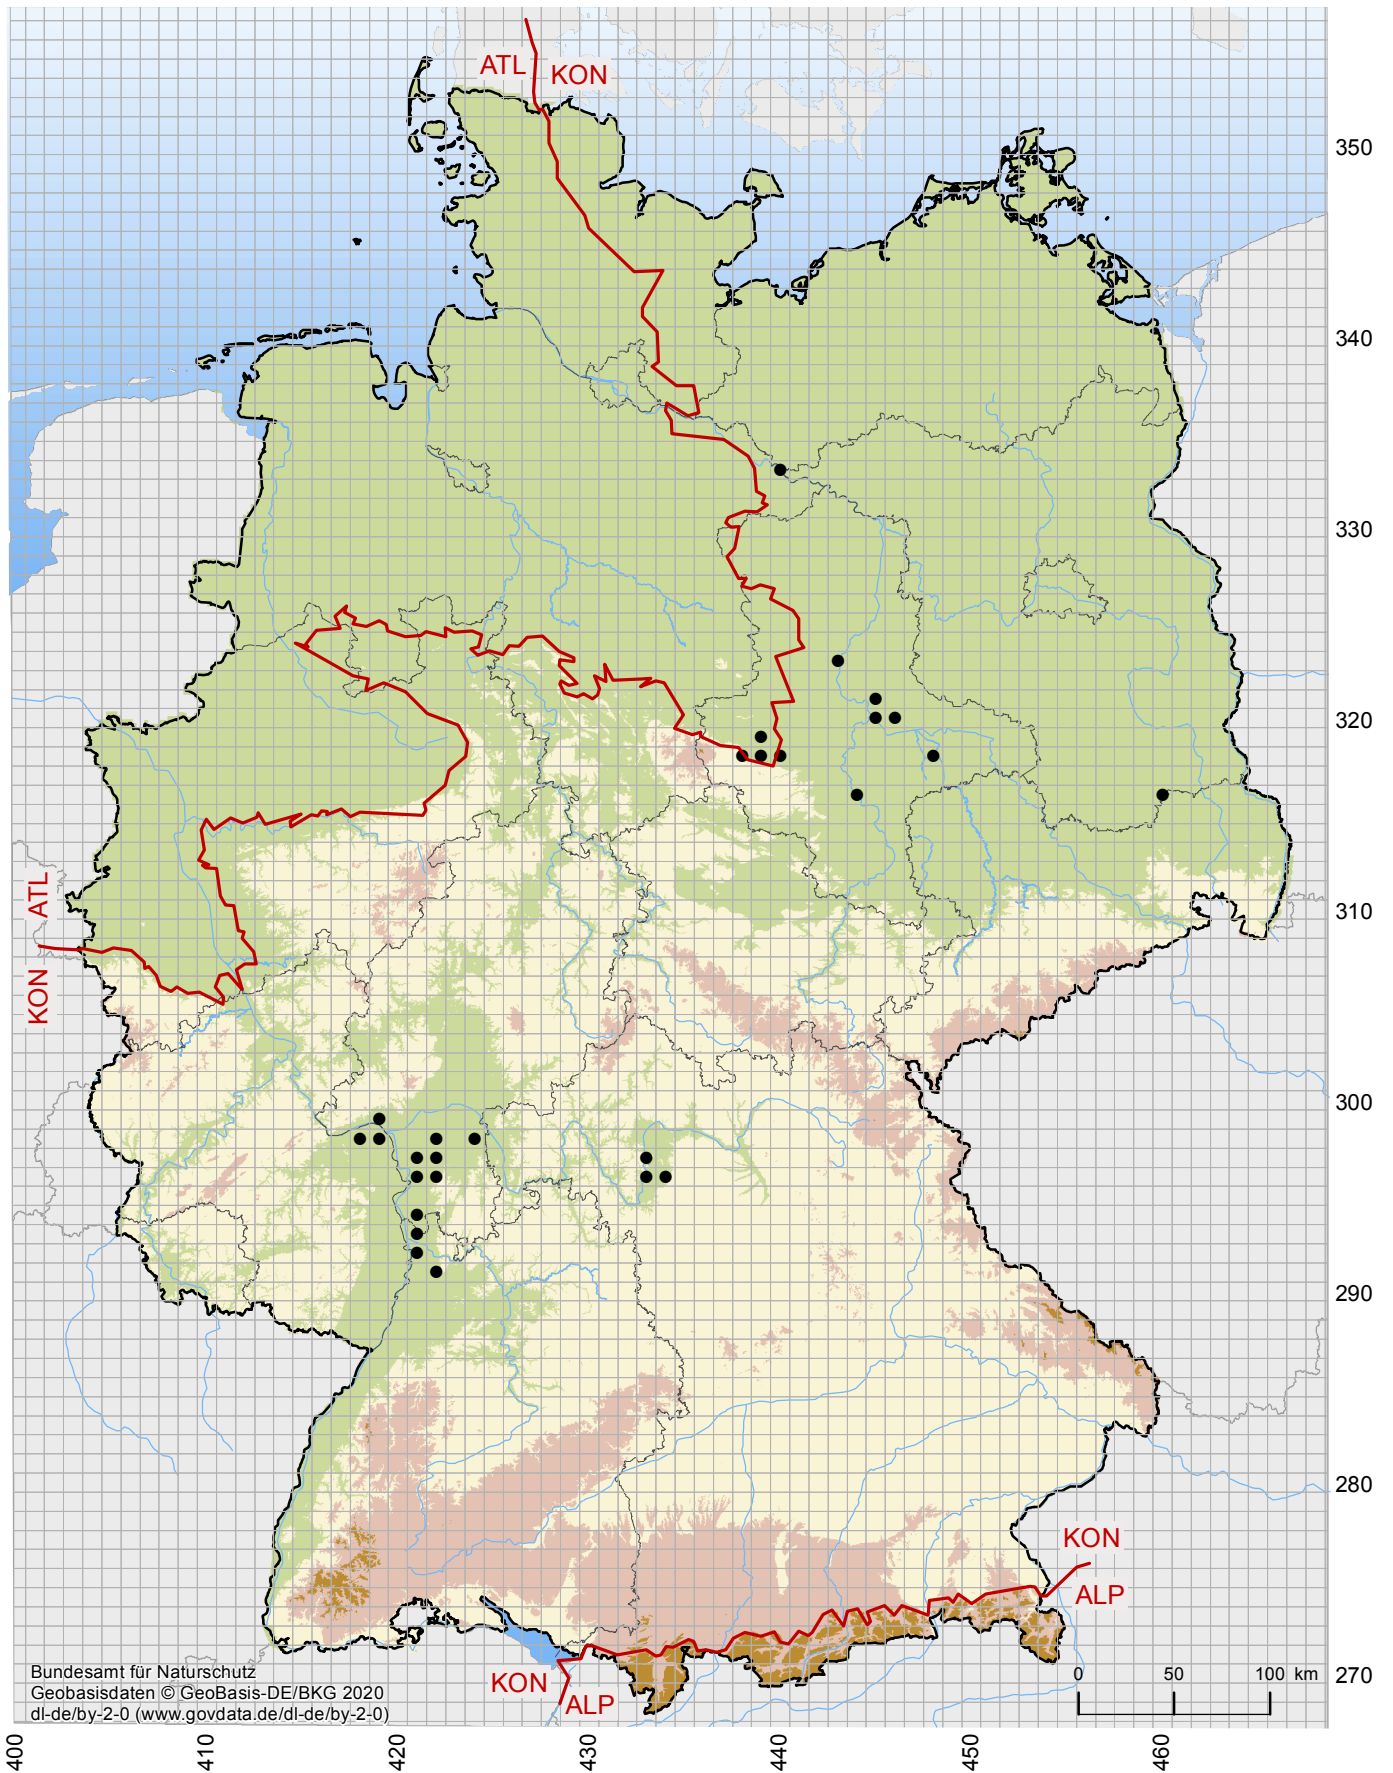 ATL
KON
350
340
330
320
310
300
290
280
270
ATL
KON
KON
ALP
KON
ALP
0 50 100 km
Bundesamt für Naturschutz
Geobasisdaten © GeoBasis-DE/BKG 2020
dl-de/by-2-0 (www.govdata.de/dl-de/by-2-0)
400 410 420 430 440 450 460